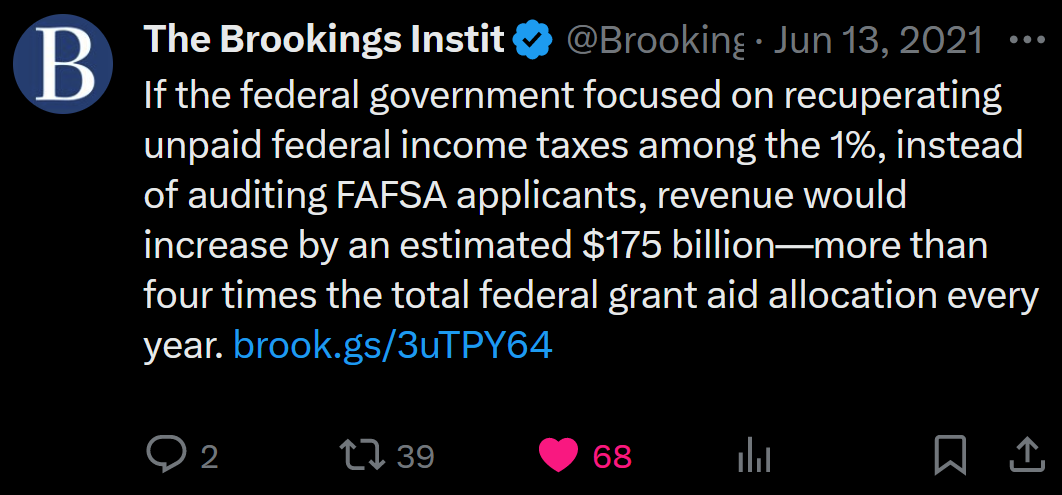 B
The Brookings Instit @Brooking · Jun 13, 2021
If the federal government focused on recuperating
unpaid federal income taxes among the 1%, instead
of auditing FAFSA applicants, revenue would
increase by an estimated $175 billion—more than
four times the total federal grant aid allocation every
year. brook.gs/3uTPY64
2 39 68